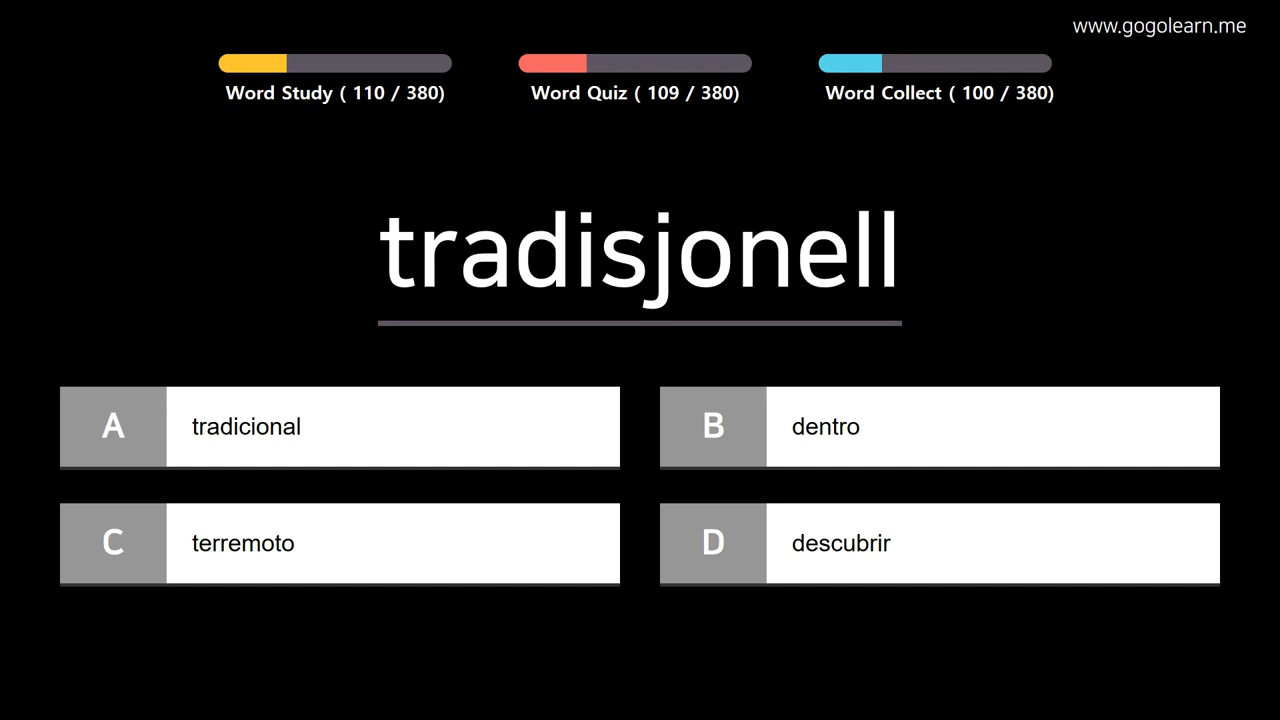 www.gogolearn.me
Word Study ( 110 / 380)
Word Quiz ( 109 / 380)
Word Collect ( 100 / 380)
tradisjonell
A tradicional
B dentro
C terremoto
D descubrir